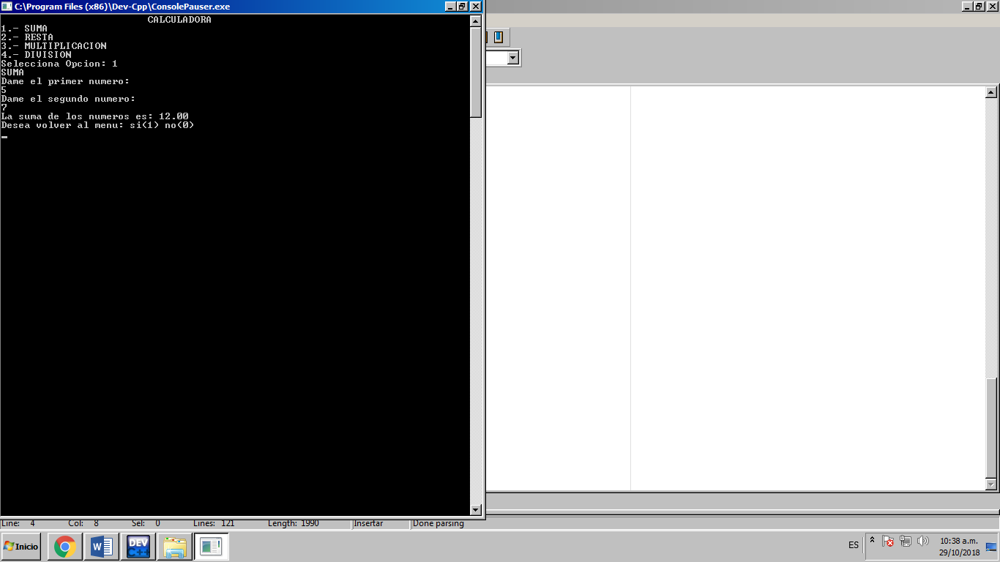 C:\Program Files (x86)\Dev-Cpp\ConsolePauser.exe
CALCULADORA
1.- SUMA
2.- RESTA
3.- MULTIPLICACION
4.- DIVISION
Selecciona Opcion: 1
SUMA
Dame el primer numero:
5
Dame el segundo numero:
7
La suma de los numeros es: 12.00
Desea volver al menu: si(1) no(0)
Line: 4 Col: 8 Sel: 0 Lines: 121 Length: 1990 Insertar Done parsing
Inicio
W
DEV
C++
ES
10:38 a.m.
29/10/2018